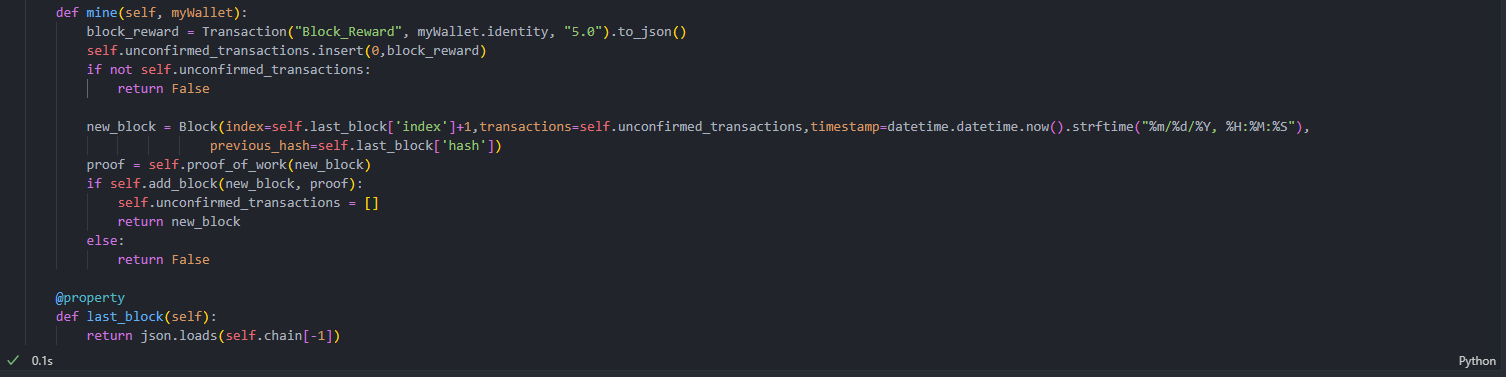 def mine(self, myWallet):
    block_reward = Transaction("Block_Reward", myWallet.identity, "5.0").to_json()
    self.unconfirmed_transactions.insert(0,block_reward)
    if not self.unconfirmed_transactions:
        return False

    new_block = Block(index=self.last_block['index']+1,transactions=self.unconfirmed_transactions,timestamp=datetime.datetime.now().strftime("%m/%d/%Y, %H:%M:%S"),
                    previous_hash=self.last_block['hash'])
    proof = self.proof_of_work(new_block)
    if self.add_block(new_block, proof):
        self.unconfirmed_transactions = []
        return new_block
    else:
        return False

@property
def last_block(self):
    return json.loads(self.chain[-1])
0.1s
Python